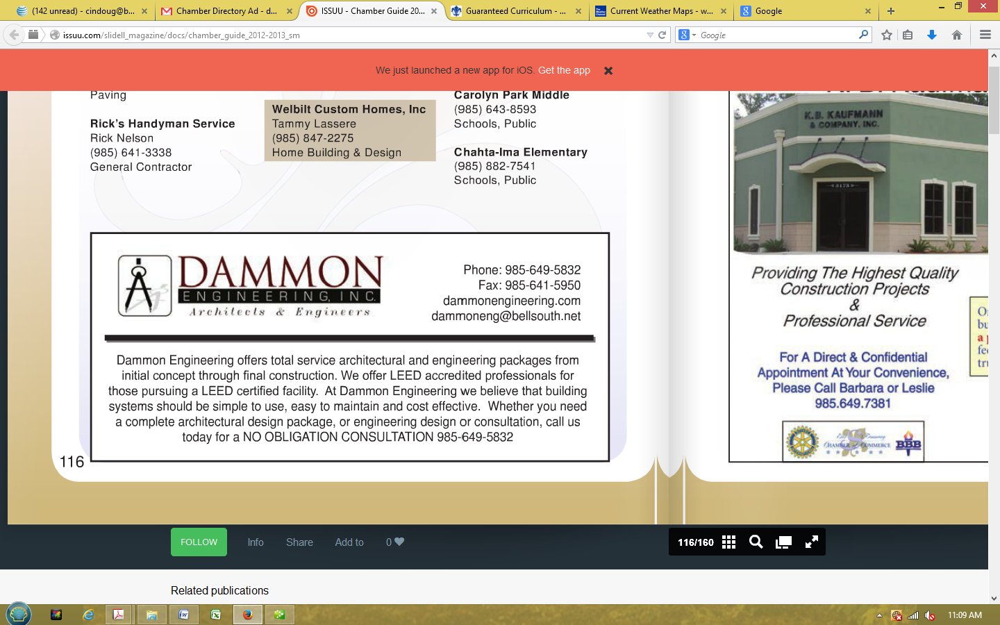 (142 unread) - cindoug@b...
Chamber Directory Ad - d...
ISSUU - Chamber Guide 20...
Guaranteed Curriculum - ...
Current Weather Maps - w...
Google
issuu.com/slidell_magazine/docs/chamber_guide_2012-2013_sm
Google
We just launched a new app for iOS. Get the app
Paving
Rick's Handyman Service
Rick Nelson
(985) 641-3338
General Contractor
Welbilt Custom Homes, Inc
Tammy Lassere
(985) 847-2275
Home Building & Design
Carolyn Park Middle
(985) 643-8593
Schools, Public
Chahta-Ima Elementary
(985) 882-7541
Schools, Public
DAMMON
ENGINEERING, INC.
Architects & Engineers
Phone: 985-649-5832
Fax: 985-641-5950
dammonengineering.com
dammoneng@bellsouth.net
Dammon Engineering offers total service architectural and engineering packages from
initial concept through final construction. We offer LEED accredited professionals for
those pursuing a LEED certified facility. At Dammon Engineering we believe that building
systems should be simple to use, easy to maintain and cost effective. Whether you need
a complete architectural design package, or engineering design or consultation, call us
today for a NO OBLIGATION CONSULTATION 985-649-5832
116
K.B. KAUFMANN
& COMPANY, INC.
3173
Providing The Highest Quality
Construction Projects
&
Professional Service
For A Direct & Confidential
Appointment At Your Convenience,
Please Call Barbara or Leslie
985.649.7381
CHAMBER COMMERCE
BBB
FOLLOW
Info
Share
Add to
0
116/160
Related publications
11:09 AM